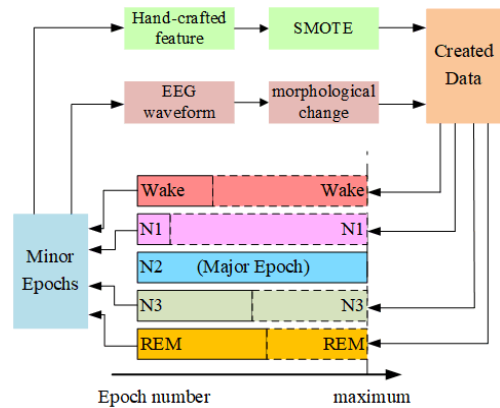 Hand-crafted
feature
SMOTE
Created
Data
EEG
waveform
morphological
change
Wake
Wake
N1
N1
Minor
Epochs
N2
(Major Epoch)
N3
N3
REM
REM
Epoch number
maximum